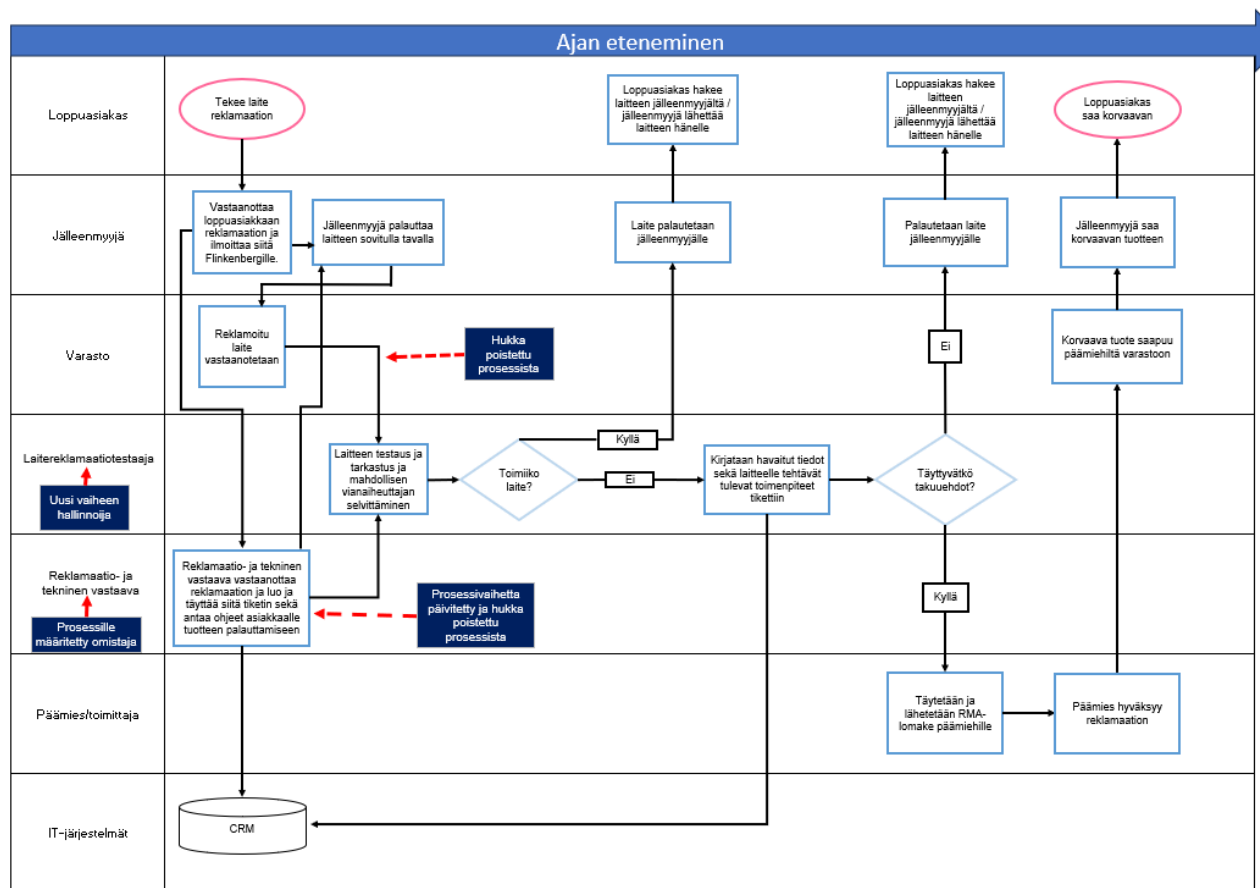 Ajan eteneminen
Loppuasiakas
Tekee laite
reklamaation
Loppuasiakas hakee
laitteen jälleenmyyjältä /
jälleenmyyjä lähettää
laitteen hänelle
Loppuasiakas hakee
laitteen
jälleenmyyjältä /
jälleenmyyjä lähettää
laitteen hänelle
Loppuasiakas
saa korvaavan
Jälleenmyyjä
Vastaanottaa
loppuasiakkaan
reklamaation ja
ilmoittaa siitä
Flinkenbergille.
Jälleenmyyjä palauttaa
laitteen sovitulla tavalla
Laite palautetaan
jälleenmyyjälle
Palautetaan laite
jälleenmyyjälle
Jälleenmyyjä saa
korvaavan tuotteen
Varasto
Reklamoitu
laite
vastaanotetaan
Hukka
poistettu
prosessista
Ei
Korvaava tuote saapuu
päämiehiltä varastoon
Laitereklamaatiotestaaja
Uusi vaiheen
hallinnoija
Laitteen testaus ja
tarkastus ja
mahdollisen
vianaiheuttajan
selvittäminen
Toimiiko
laite?
Kyllä
Ei
Kirjataan havaitut tiedot
sekä laitteelle tehtävät
tulevat toimenpiteet
tikettiin
Täyttyvätkö
takuuehdot?
Reklamaatio- ja
tekninen vastaava
Prosessille
määritetty omistaja
Reklamaatio- ja tekninen
vastaava vastaanottaa
reklamaation ja luo ja
täyttää siitä tiketin sekä
antaa ohjeet asiakkaalle
tuotteen palauttamiseen
Prosessivaihetta
päivitetty ja hukka
poistettu
prosessista
Kyllä
Päämies/toimittaja
Täytetään ja
lähetetään RMA-
lomake päämiehille
Päämies hyväksyy
reklamaation
IT-järjestelmät
CRM